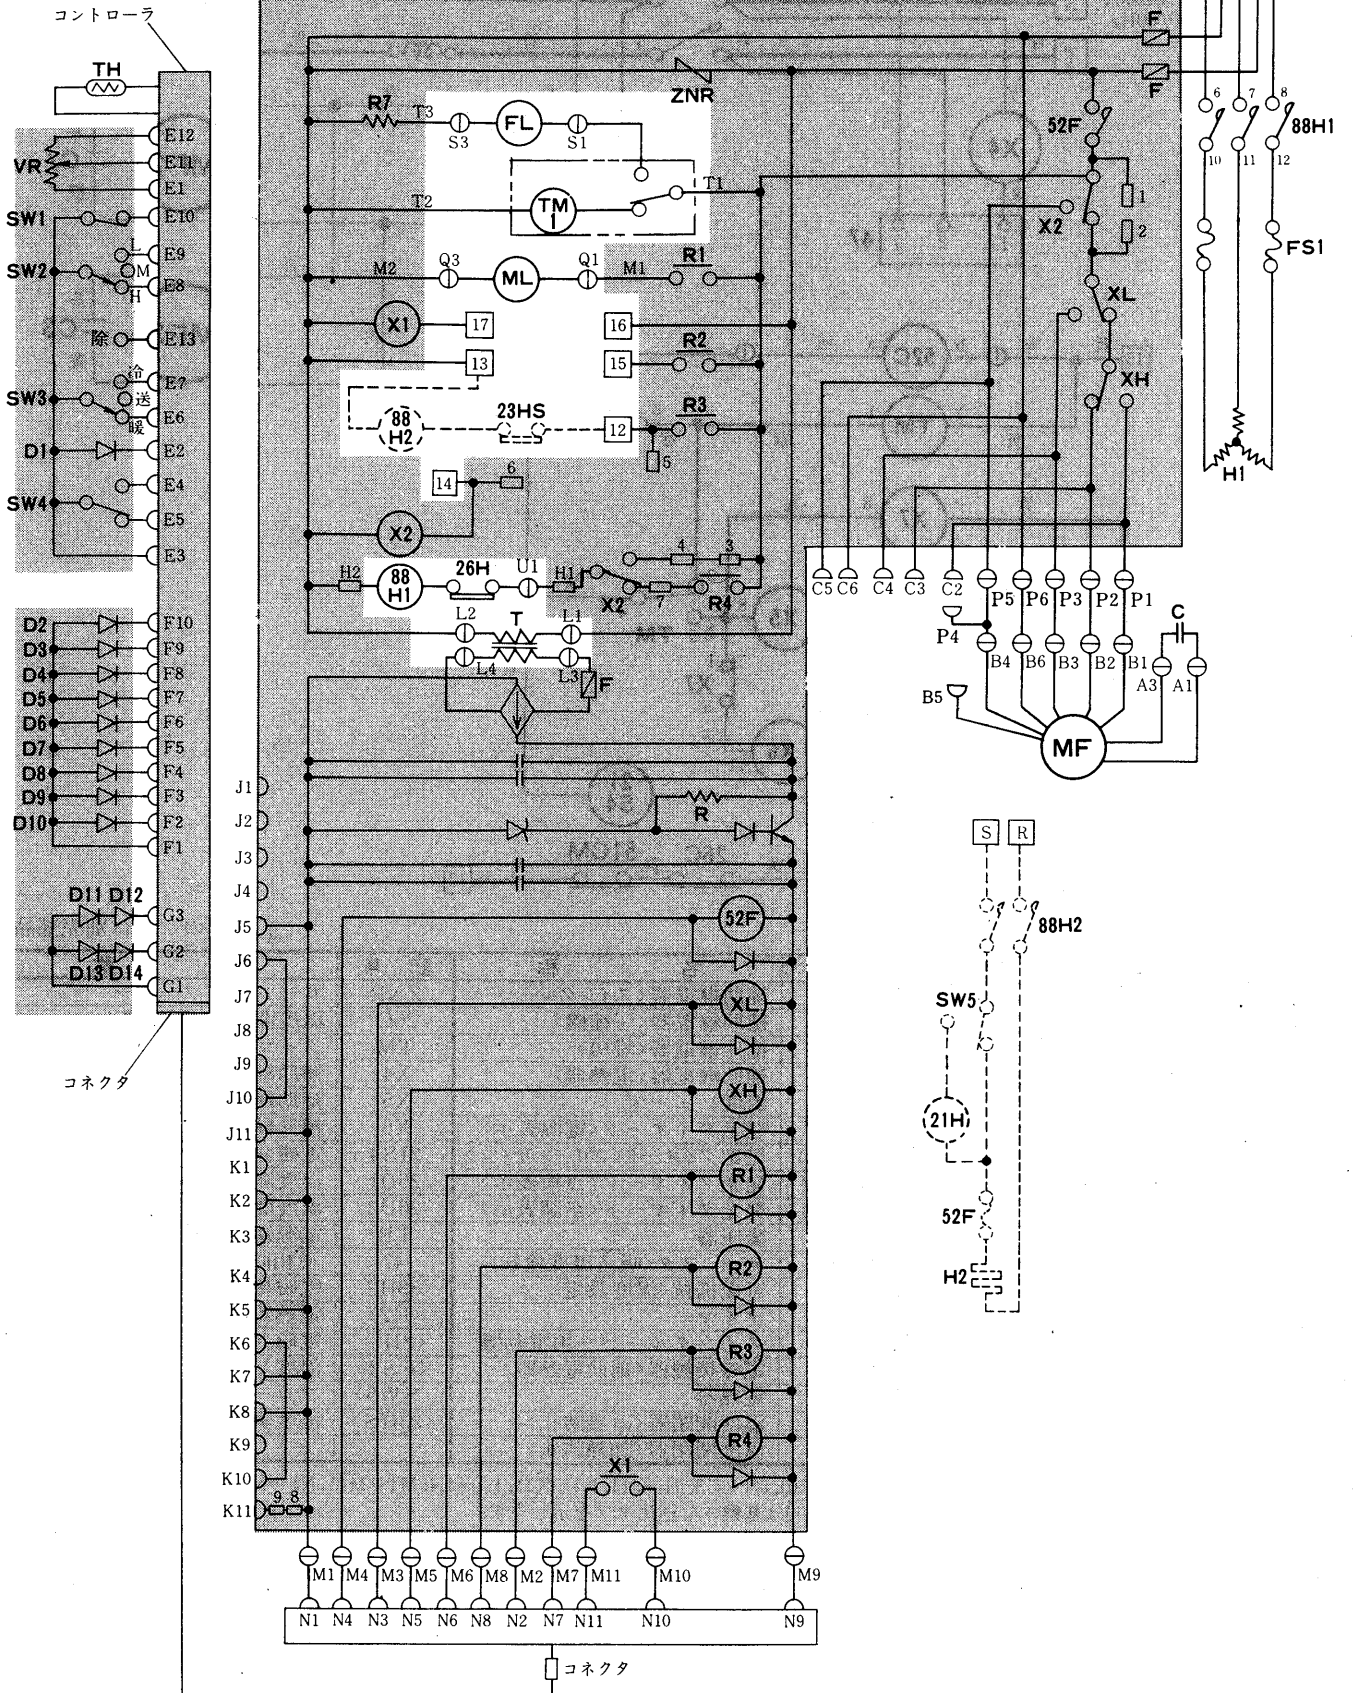 コントローラ
TH
E12
VR
E11
E1
SW1
E10
L
E9
SW2
M
E8
H
除
E13
冷
E7
SW3
送
E6
暖
D1
E2
E4
SW4
E5
E3
D2
F10
D3
F9
D4
F8
D5
F7
D6
F6
D7
F5
D8
F4
D9
F3
D10
F2
F1
D11 D12
G3
G2
D13 D14
G1
コネクタ
F
F
ZNR
R7
T3
S3
FL
S1
T2
TM
1
T1
M2
Q3
ML
Q1
M1
R1
X1
17
16
13
15
R2
88
H2
23HS
12
R3
5
14
6
X2
H2
88
H1
26H
U1
H1
X2
4
3
7
R4
L2
T
L1
L4
L3
F
R
52F
1
2
X2
XL
XH
6
7
8
88H1
10
11
12
FS1
H1
C5
C6
C4
C3
C2
P5
P6
P3
P2
P1
P4
B4
B6
B3
B2
B1
B5
C
A3
A1
MF
S
R
88H2
SW5
21H
52F
H2
J1
J2
J3
J4
J5
J6
J7
J8
J9
J10
J11
K1
K2
K3
K4
K5
K6
K7
K8
K9
K10
K11
9
8
52F
XL
XH
R1
R2
R3
R4
X1
M1
M4
M3
M5
M6
M8
M2
M7
M11
M10
M9
N1
N4
N3
N5
N6
N8
N2
N7
N11
N10
N9
コネクタ